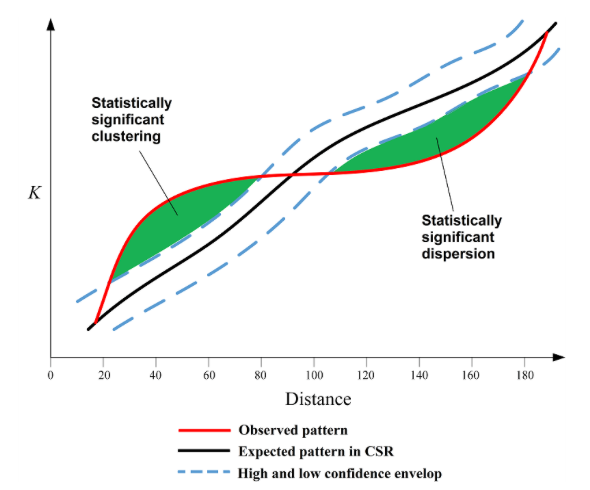 Statistically
significant
clustering
K
Statistically
significant
dispersion
0 20 40 60 80 100 120 140 160 180
Distance
Observed pattern
Expected pattern in CSR
High and low confidence envelop